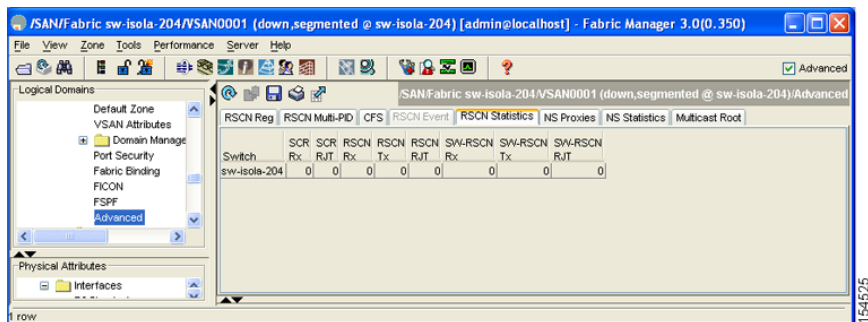 /SAN/Fabric sw-isola-204/VSAN0001 (down,segmented @ sw-isola-204) [admin@localhost] - Fabric Manager 3.0(0.350)
File View Zone Tools Performance Server Help
Advanced
Logical Domains
/SAN/Fabric sw-isola-204/VSAN0001 (down,segmented @ sw-isola-204)/Advanced
Default Zone
VSAN Attributes
Domain Manage
Port Security
Fabric Binding
FICON
FSPF
Advanced
RSCN Reg RSCN Multi-PID CFS RSCN Event RSCN Statistics NS Proxies NS Statistics Multicast Root
SCR SCR RSCN RSCN RSCN SW-RSCN SW-RSCN SW-RSCN
Switch Rx RJT Rx Tx RJT Rx Tx RJT
sw-isola-204 0 0 0 0 0 0 0 0
Physical Attributes
Interfaces
1 row
154525